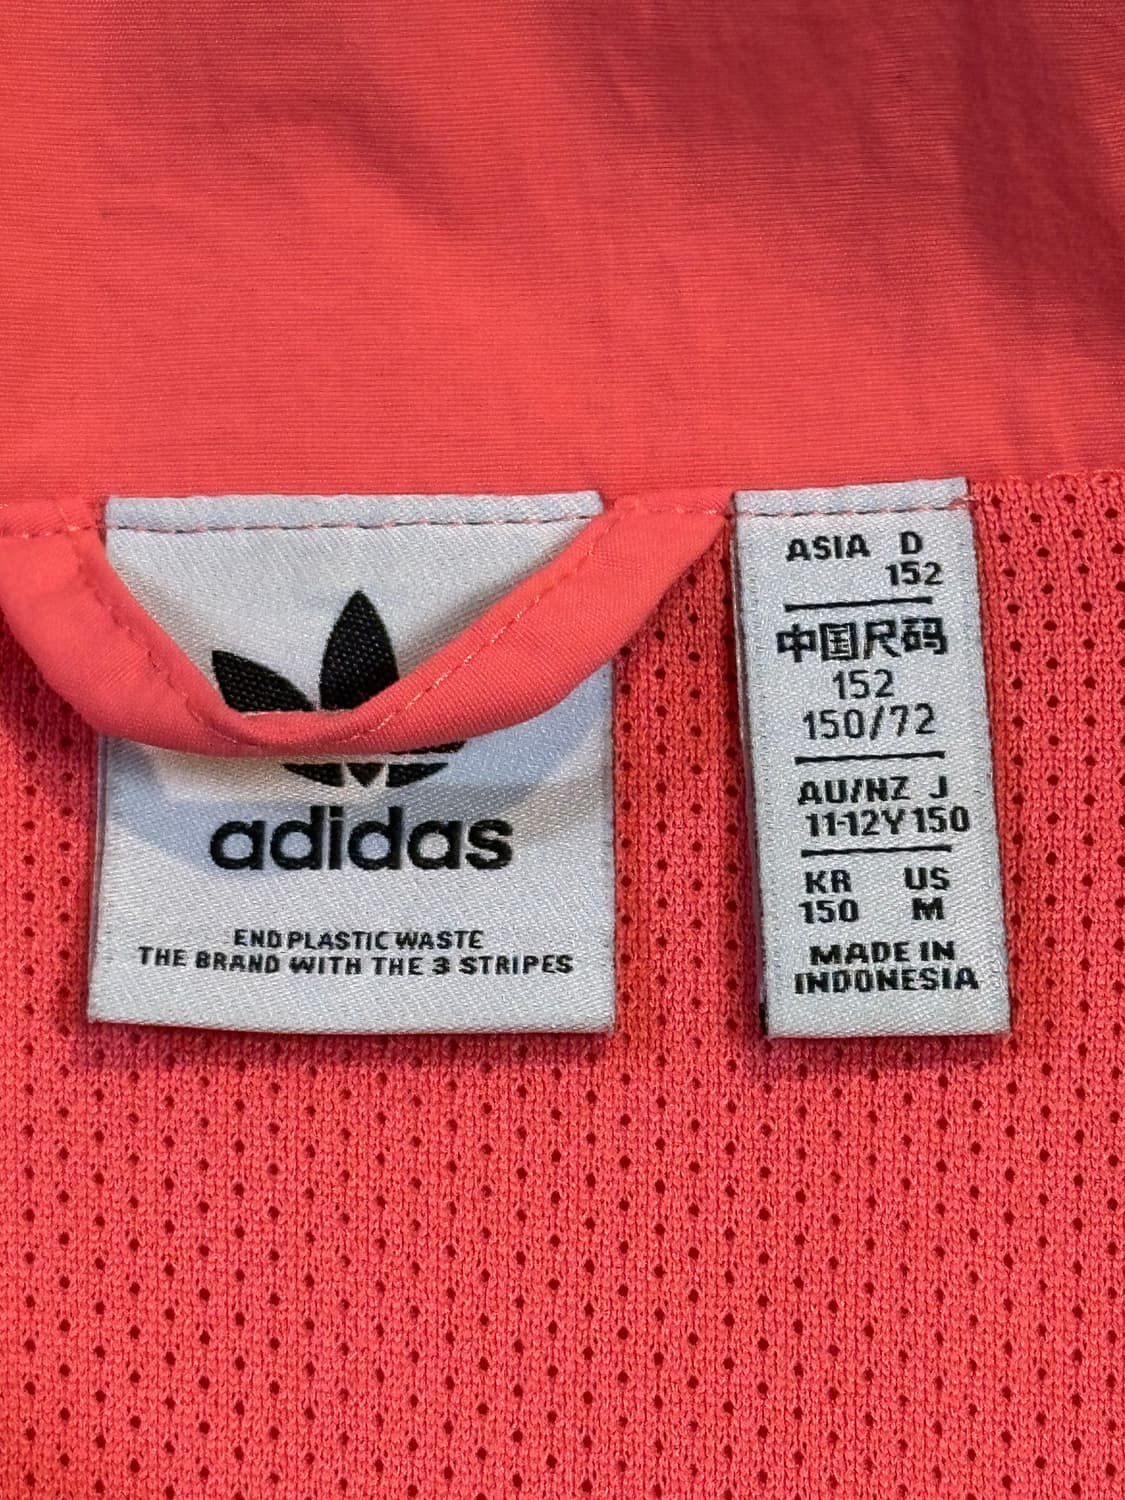 adidas
END PLASTIC WASTE
THE BRAND WITH THE 3 STRIPES
ASIA D
152
中国尺码
152
150/72
AU/NZ J
11-12Y 150
KR US
150 M
MADE IN
INDONESIA